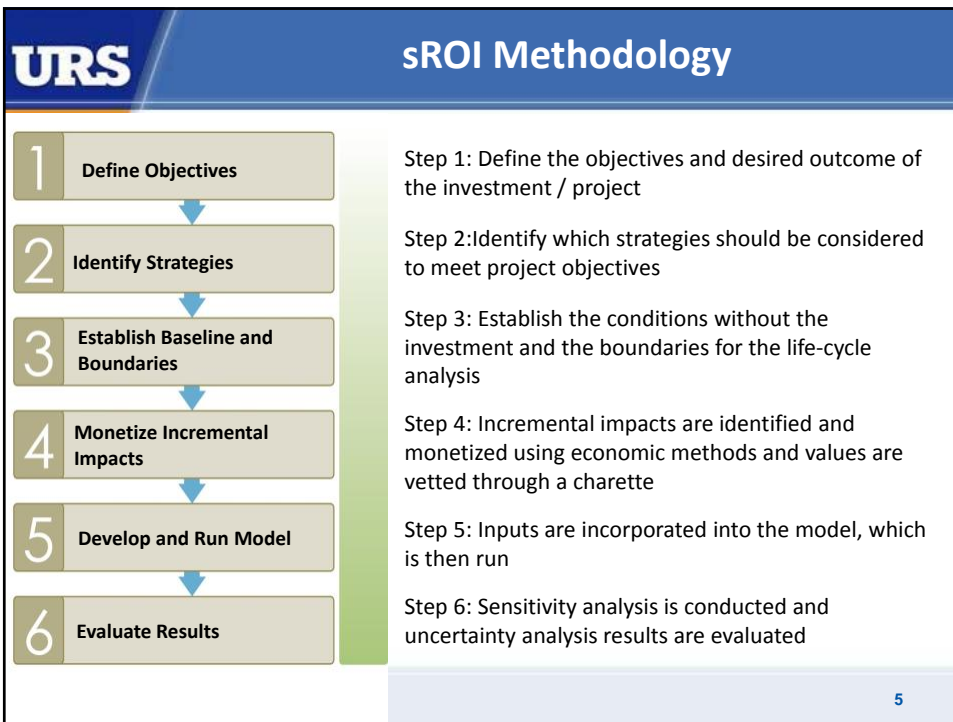 URS
sROI Methodology
1
Define Objectives
2
Identify Strategies
3
Establish Baseline and
Boundaries
4
Monetize Incremental
Impacts
5
Develop and Run Model
6
Evaluate Results
Step 1: Define the objectives and desired outcome of
the investment / project
Step 2:Identify which strategies should be considered
to meet project objectives
Step 3: Establish the conditions without the
investment and the boundaries for the life-cycle
analysis
Step 4: Incremental impacts are identified and
monetized using economic methods and values are
vetted through a charette
Step 5: Inputs are incorporated into the model, which
is then run
Step 6: Sensitivity analysis is conducted and
uncertainty analysis results are evaluated
5